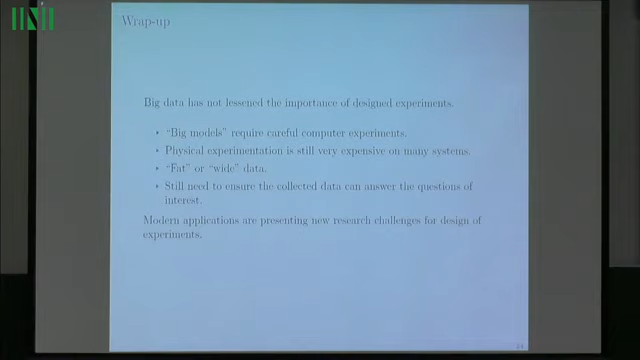 Wrap-up
Big data has not lessened the importance of designed experiments.
"Big models" require careful computer experiments.
Physical experimentation is still very expensive on many systems.
"Fat" or "wide" data.
Still need to ensure the collected data can answer the questions of
interest.
Modern applications are presenting new research challenges for design of
experiments.